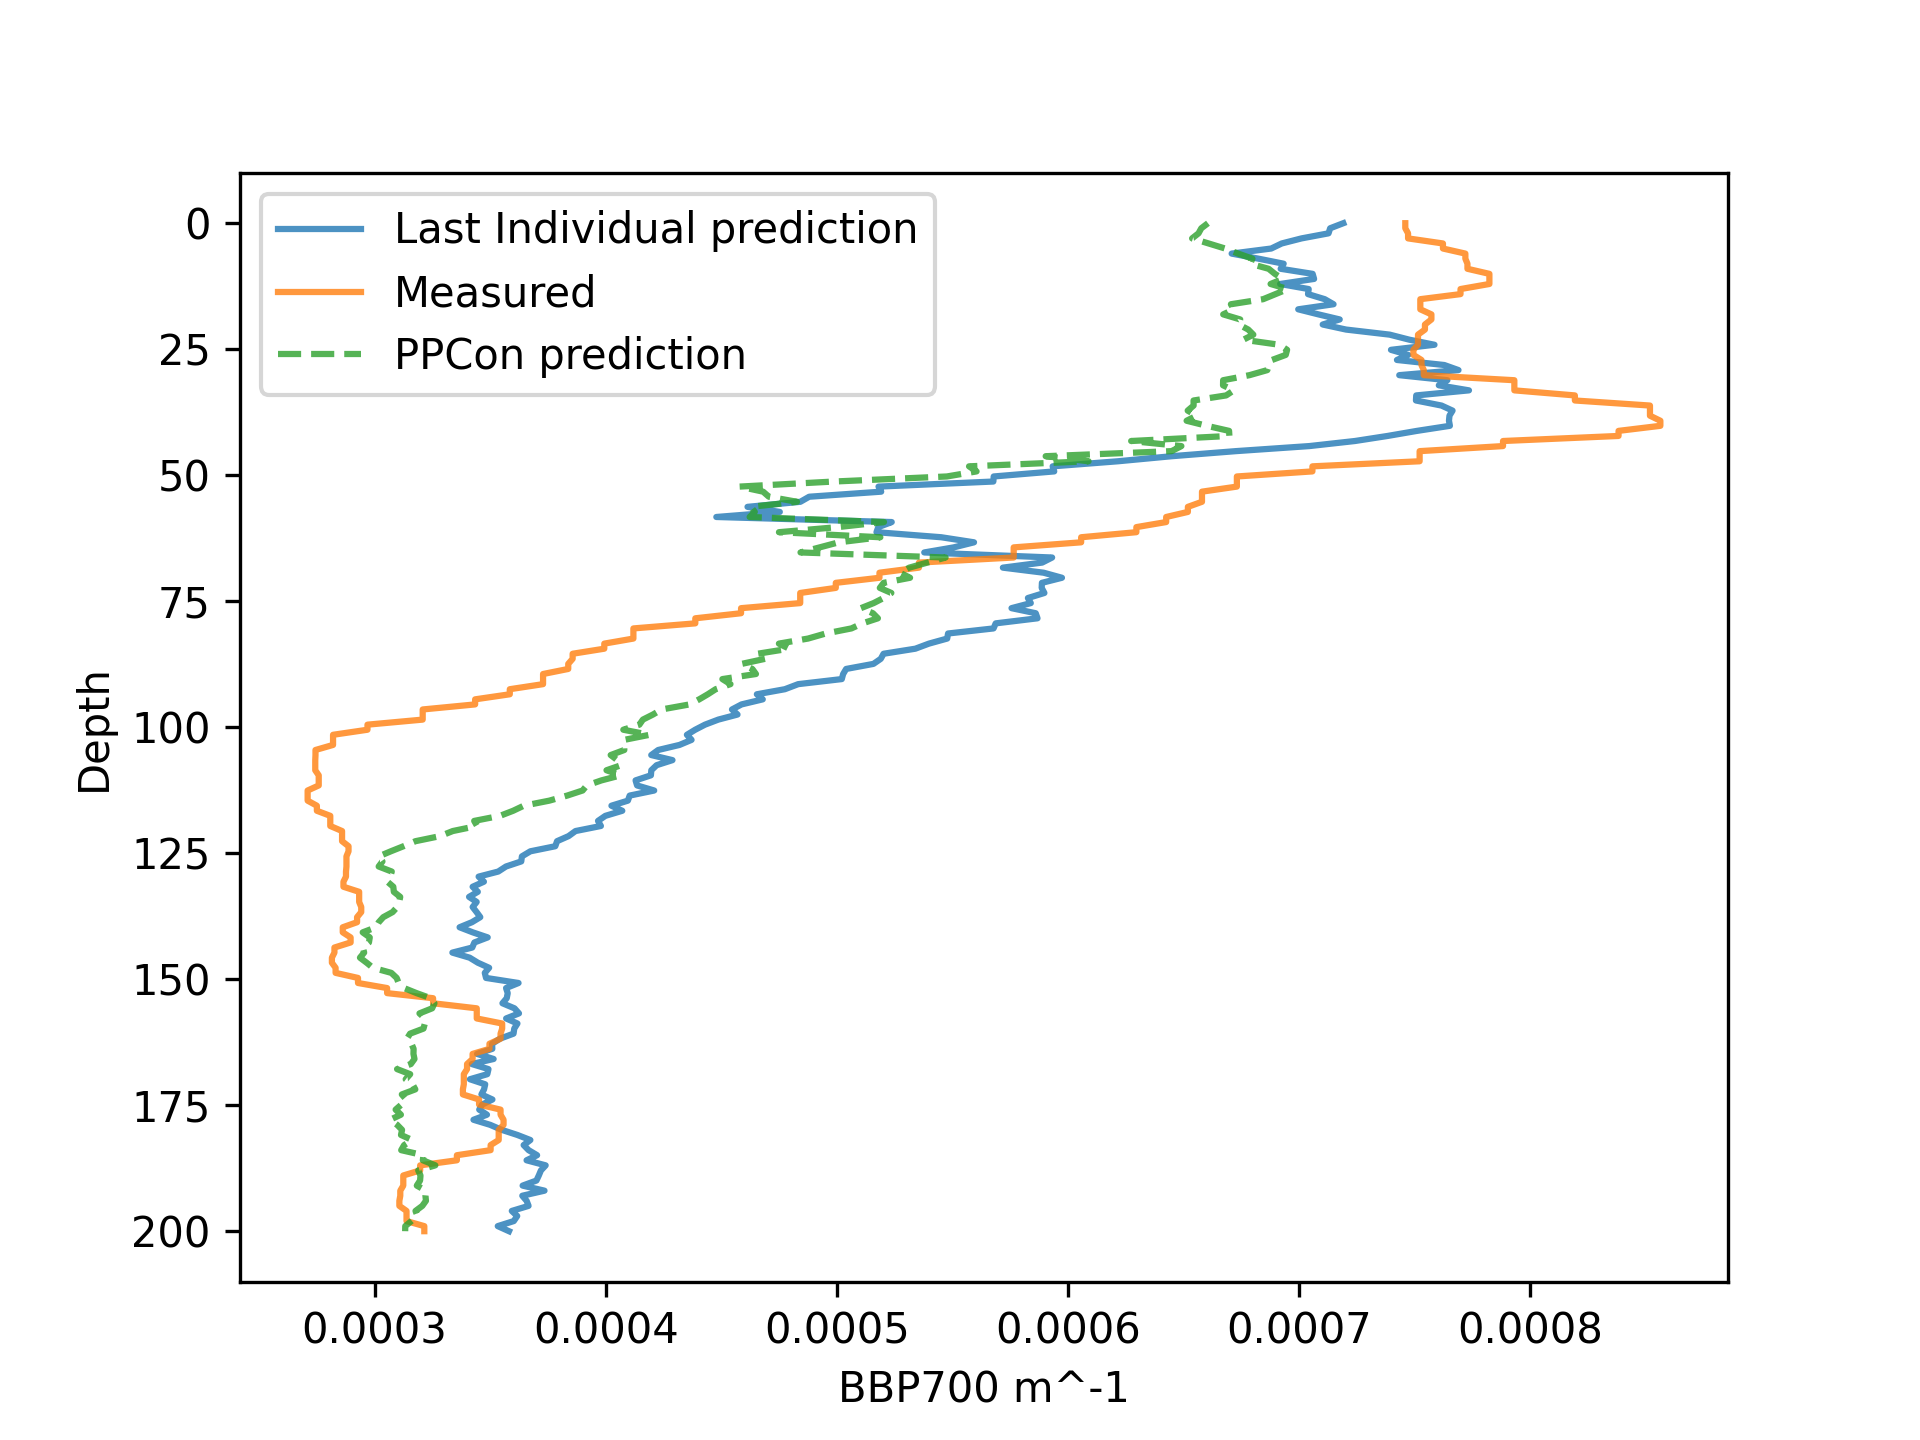 Last Individual prediction
Measured
PPCon prediction
0
25
50
75
100
125
150
175
200
Depth
0.0003 0.0004 0.0005 0.0006 0.0007 0.0008
BBP700 m^-1